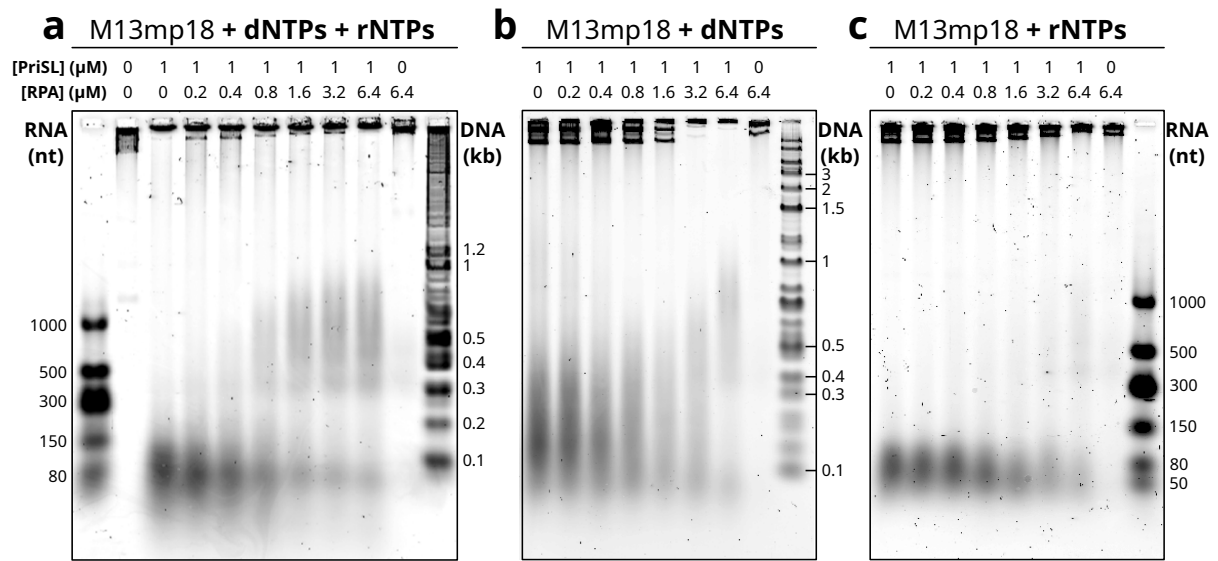 a M13mp18 + dNTPs + rNTPs
b M13mp18 + dNTPs
c M13mp18 + rNTPs
[PriSL] (µM) 0 1 1 1 1 1 1 1 0
[RPA] (µM) 0 0 0.2 0.4 0.8 1.6 3.2 6.4 6.4
1 1 1 1 1 1 1 0
0 0.2 0.4 0.8 1.6 3.2 6.4 6.4
1 1 1 1 1 1 1 0
0 0.2 0.4 0.8 1.6 3.2 6.4 6.4
RNA
(nt)
1000
500
300
150
80
DNA
(kb)
1.2
1
0.5
0.4
0.3
0.2
0.1
DNA
(kb)
3
2
1.5
1
0.5
0.4
0.3
0.1
RNA
(nt)
1000
500
300
150
80
50